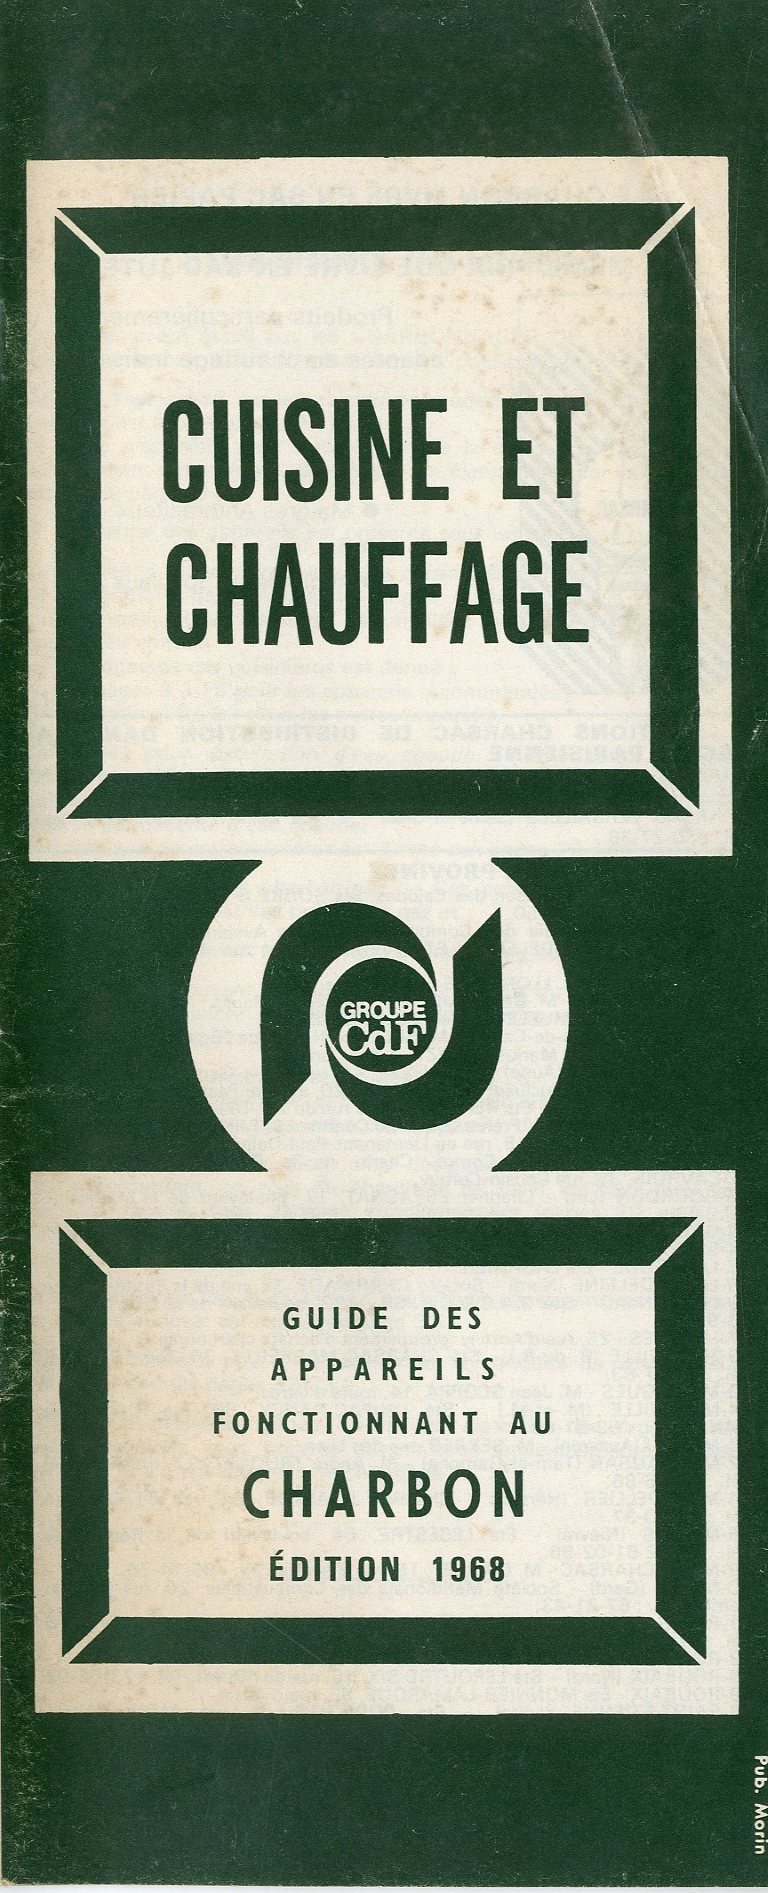 CUISINE ET
CHAUFFAGE
GROUPE
CdF
GUIDE DES
APPAREILS
FONCTIONNANT AU
CHARBON
ÉDITION 1968
Pub. Morin